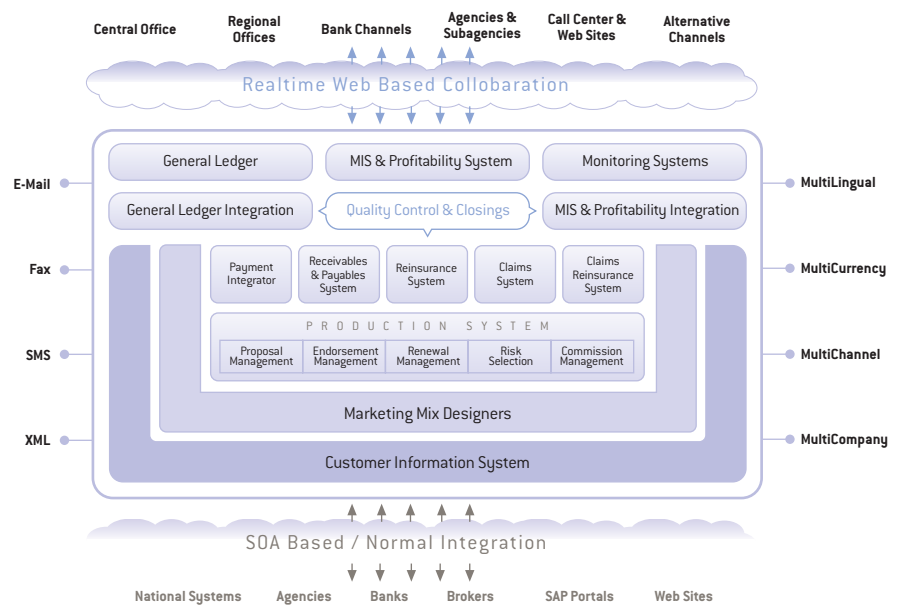 Central Office
Regional
Offices
Bank Channels
Agencies &
Subagencies
Call Center &
Web Sites
Alternative
Channels
Realtime Web Based Collobaration
General Ledger
MIS & Profitability System
Monitoring Systems
E-Mail
MultiLingual
General Ledger Integration
Quality Control & Closings
MIS & Profitability Integration
Fax
MultiCurrency
Payment
Integrator
Receivables
& Payables
System
Reinsurance
System
Claims
System
Claims
Reinsurance
System
PRODUCTION SYSTEM
SMS
MultiChannel
Proposal
Management
Endorsement
Management
Renewal
Management
Risk
Selection
Commission
Management
Marketing Mix Designers
XML
MultiCompany
Customer Information System
SOA Based / Normal Integration
National Systems
Agencies
Banks
Brokers
SAP Portals
Web Sites